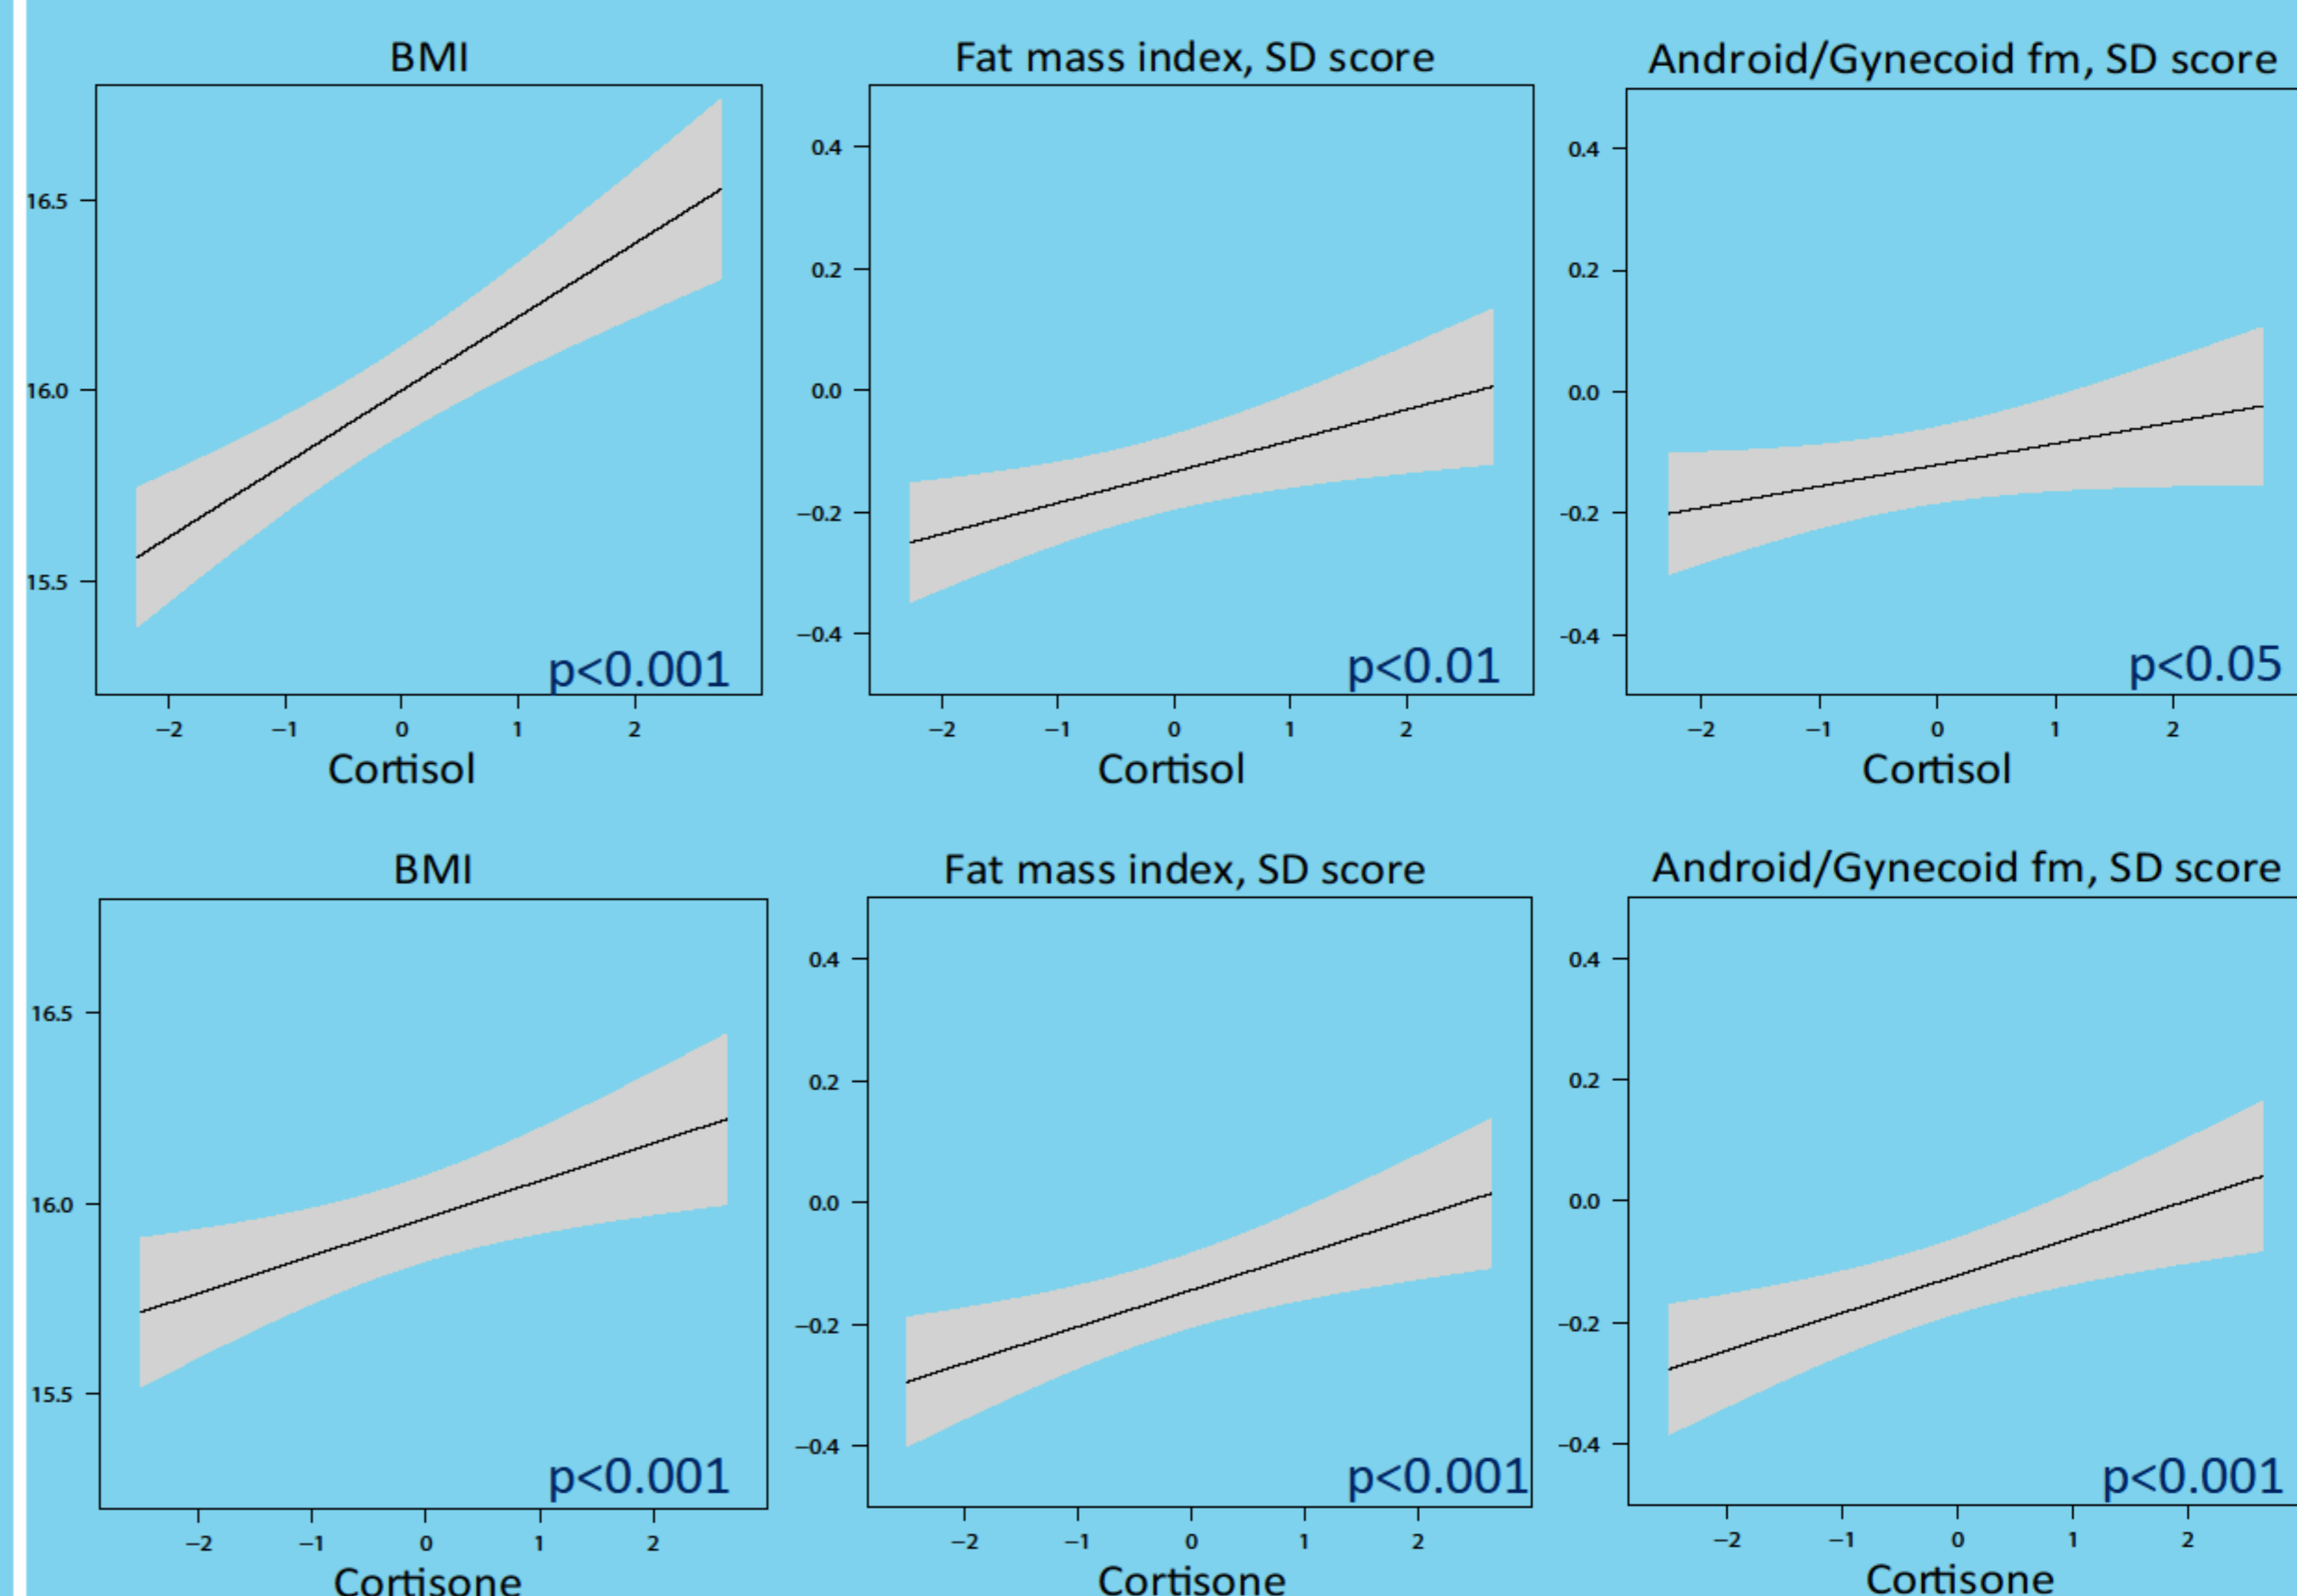 BMI
16.5
16.0
15.5
p<0.001
−2 −1 0 1 2
Cortisol
Fat mass index, SD score
0.4
0.2
0.0
−0.2
−0.4
p<0.01
−2 −1 0 1 2
Cortisol
Android/Gynecoid fm, SD score
0.4
0.2
0.0
-0.2
-0.4
p<0.05
−2 −1 0 1 2
Cortisol
BMI
16.5
16.0
15.5
p<0.001
−2 −1 0 1 2
Cortisone
Fat mass index, SD score
0.4
0.2
0.0
−0.2
−0.4
p<0.001
−2 −1 0 1 2
Cortisone
Android/Gynecoid fm, SD score
0.4
0.2
0.0
−0.2
−0.4
p<0.001
−2 −1 0 1 2
Cortisone